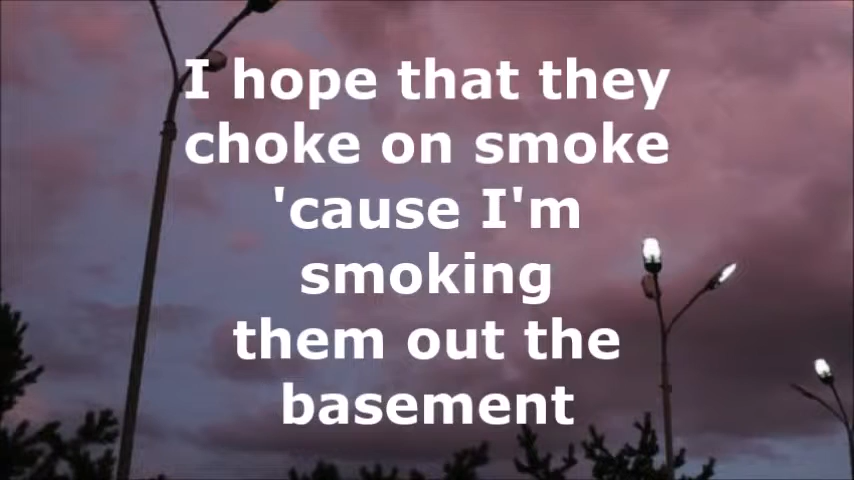 I hope that they
choke on smoke
'cause I'm
smoking
them out the
basement